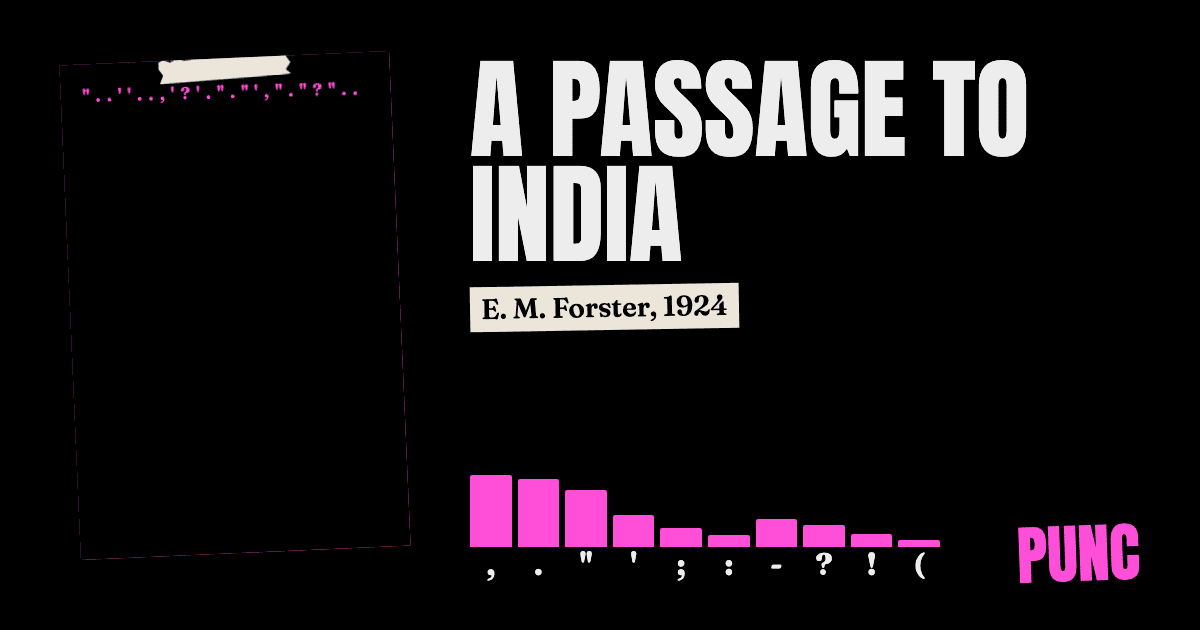 "..''..,'?'."."',"."?"..
A PASSAGE TO
INDIA
E. M. Forster, 1924
, . " ' ; : - ? ! (
PUNC